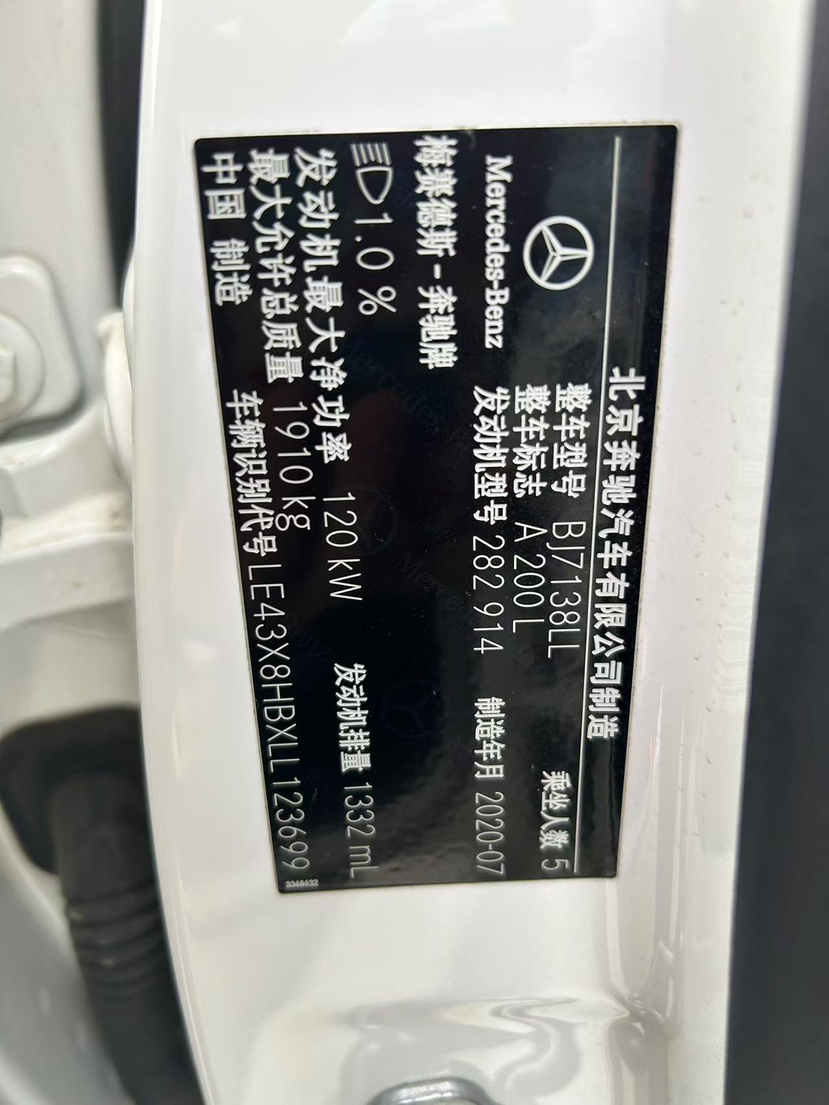 北京奔驰汽车有限公司制造
Mercedes-Benz
整车型号 BJ7138LL
整车标志 A 200 L 乘坐人数 5
发动机型号 282 914 制造年月 2020-07
梅赛德斯-奔驰牌
1.0 %
发动机最大净功率 120 kW 发动机排量 1332 mL
最大允许总质量 1910 kg
中国 制造 车辆识别代号 LE43X8HBXLL123699
3368632